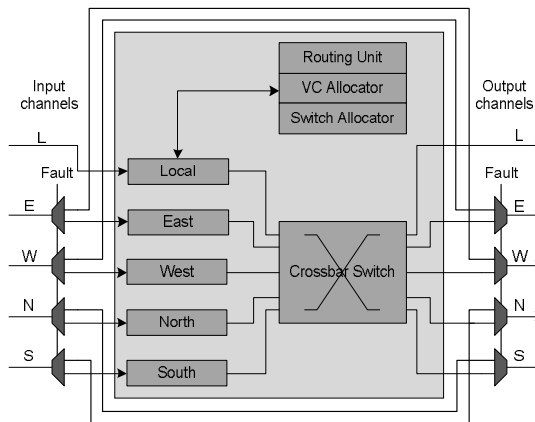 Routing Unit
VC Allocator
Switch Allocator
Input
channels
Output
channels
L
L
Fault
Fault
Local
E
E
East
W
W
West
Crossbar Switch
N
N
North
S
S
South